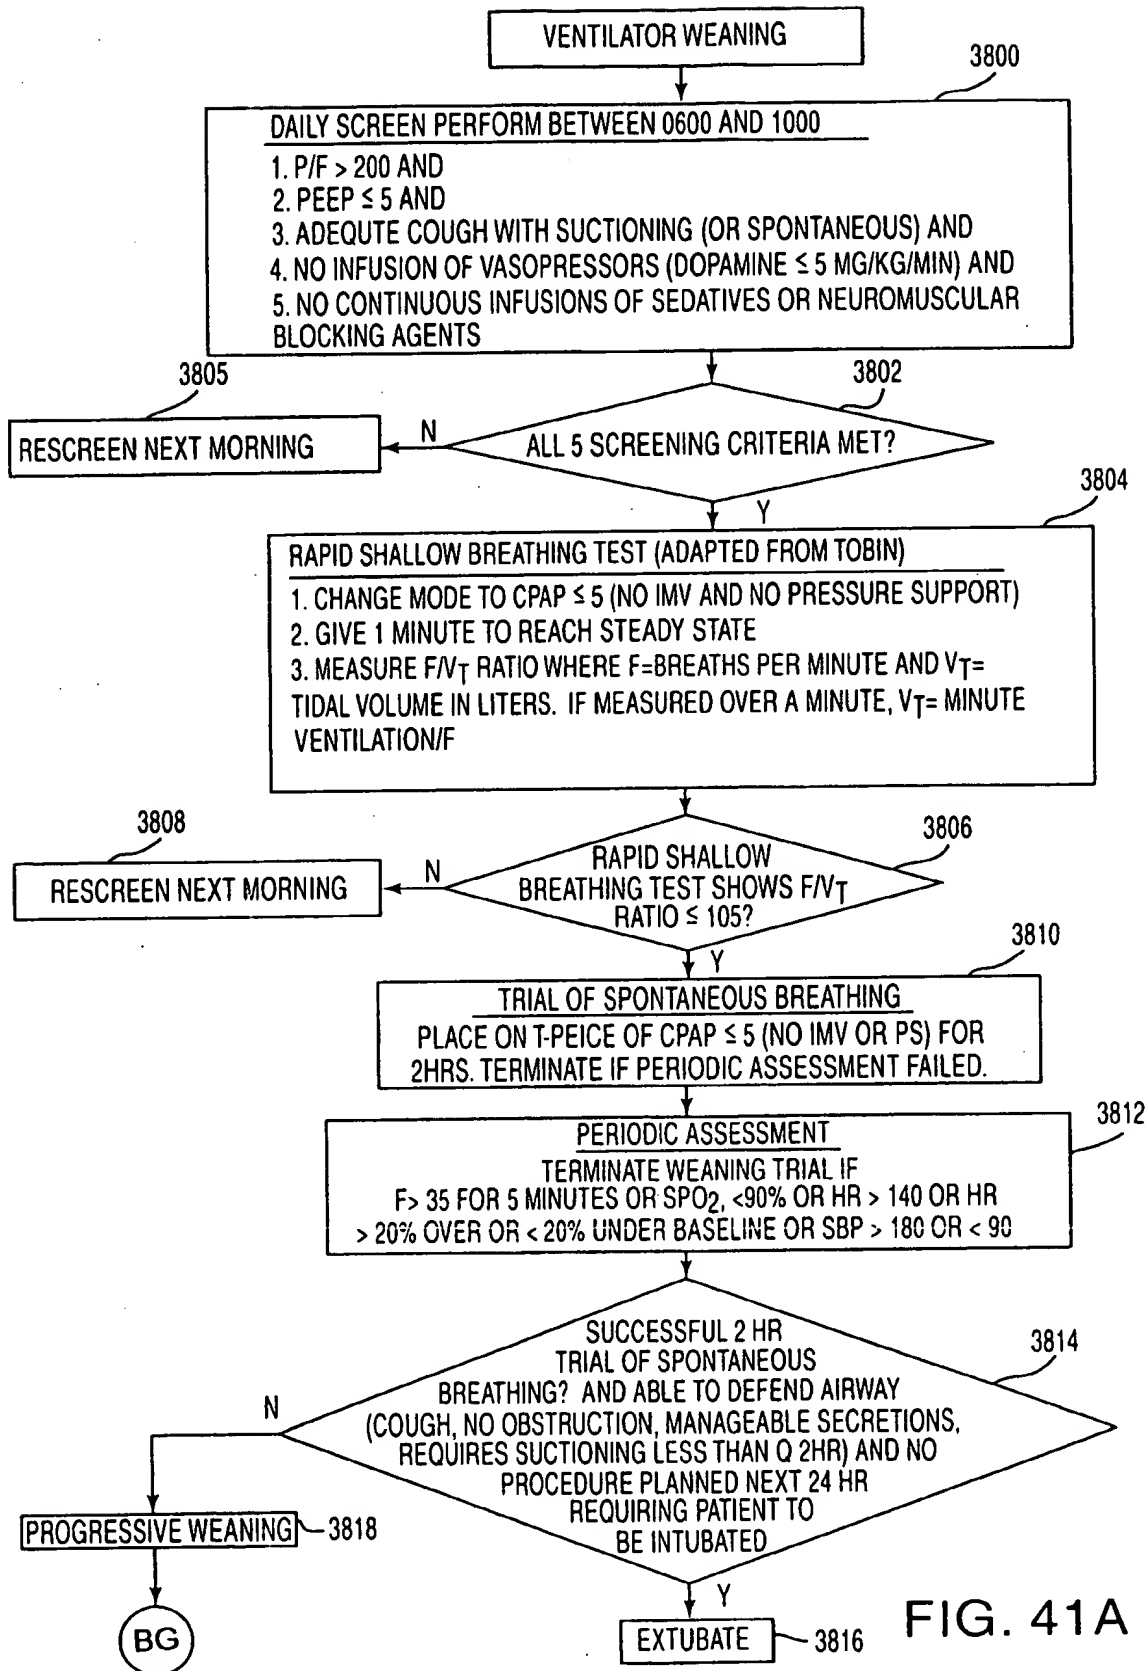 VENTILATOR WEANING
3800
DAILY SCREEN PERFORM BETWEEN 0600 AND 1000
1. P/F > 200 AND
2. PEEP ≤ 5 AND
3. ADEQUTE COUGH WITH SUCTIONING (OR SPONTANEOUS) AND
4. NO INFUSION OF VASOPRESSORS (DOPAMINE ≤ 5 MG/KG/MIN) AND
5. NO CONTINUOUS INFUSIONS OF SEDATIVES OR NEUROMUSCULAR
BLOCKING AGENTS
3805
3802
RESCREEN NEXT MORNING
N
ALL 5 SCREENING CRITERIA MET?
Y
3804
RAPID SHALLOW BREATHING TEST (ADAPTED FROM TOBIN)
1. CHANGE MODE TO CPAP ≤ 5 (NO IMV AND NO PRESSURE SUPPORT)
2. GIVE 1 MINUTE TO REACH STEADY STATE
3. MEASURE F/VT RATIO WHERE F=BREATHS PER MINUTE AND VT=
TIDAL VOLUME IN LITERS. IF MEASURED OVER A MINUTE, VT= MINUTE
VENTILATION/F
3808
3806
RESCREEN NEXT MORNING
N
RAPID SHALLOW
BREATHING TEST SHOWS F/VT
RATIO ≤ 105?
Y
3810
TRIAL OF SPONTANEOUS BREATHING
PLACE ON T-PEICE OF CPAP ≤ 5 (NO IMV OR PS) FOR
2HRS. TERMINATE IF PERIODIC ASSESSMENT FAILED.
3812
PERIODIC ASSESSMENT
TERMINATE WEANING TRIAL IF
F> 35 FOR 5 MINUTES OR SPO2, <90% OR HR > 140 OR HR
> 20% OVER OR < 20% UNDER BASELINE OR SBP > 180 OR < 90
3814
SUCCESSFUL 2 HR
TRIAL OF SPONTANEOUS
BREATHING? AND ABLE TO DEFEND AIRWAY
(COUGH, NO OBSTRUCTION, MANAGEABLE SECRETIONS,
REQUIRES SUCTIONING LESS THAN Q 2HR) AND NO
PROCEDURE PLANNED NEXT 24 HR
REQUIRING PATIENT TO
BE INTUBATED
N
PROGRESSIVE WEANING
3818
BG
Y
EXTUBATE
3816
FIG. 41A